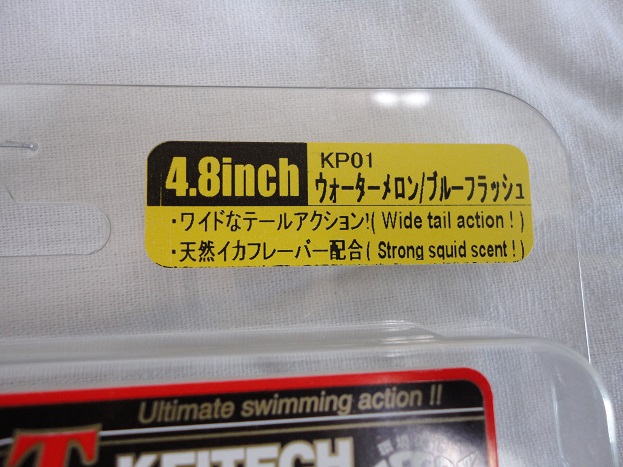 4.8inch KP01
ウォーターメロン/ブルーフラッシュ
・ワイドなテールアクション!( Wide tail action ! )
・天然イカフレーバー配合( Strong squid scent! )
Ultimate swimming action !!
KEITECH